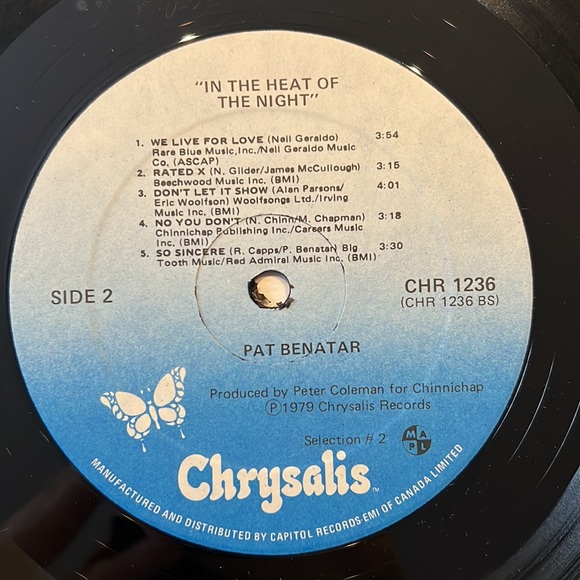 "IN THE HEAT OF
THE NIGHT"
1. WE LIVE FOR LOVE (Neil Geraldo) 3:54
Rare Blue Music,Inc./Neil Geraldo Music
Co, (ASCAP)
2. RATED X (N. Gilder/James McCullough) 3:15
Beechwood Music Inc. (BMI)
3. DON'T LET IT SHOW (Alan Parsons/ 4:01
Eric Woolfson) Woolfsongs Ltd./Irving
Music Inc. (BMI)
4. NO YOU DON'T (N. Chinn/M. Chapman) 3:18
Chinnichap Publishing Inc./Careers Music
Inc. (BMI)
5. SO SINCERE (R. Capps/P. Benatar) Big 3:30
Tooth Music/Red Admiral Music Inc. (BMI)
SIDE 2
CHR 1236
(CHR 1236 BS)
PAT BENATAR
Produced by Peter Coleman for Chinnichap
Ⓟ1979 Chrysalis Records
Selection # 2
M A
P L
Chrysalis™
MANUFACTURED AND DISTRIBUTED BY CAPITOL RECORDS-EMI OF CANADA LIMITED